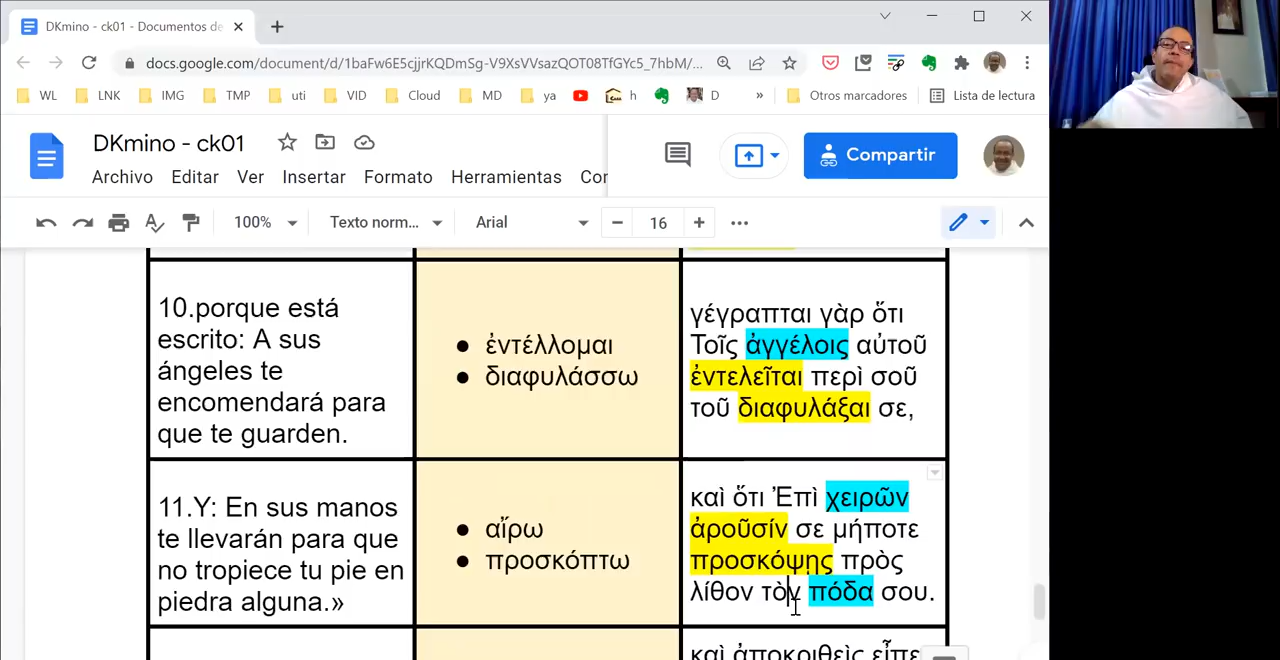 DKmino - ck01 - Documentos de
docs.google.com/document/d/1baFw6E5cjjrKQDmSg-V9XsVVsazQOT08TfGYc5_7hbM/...
WL LNK IMG TMP uti VID Cloud MD ya h D » Otros marcadores Lista de lectura
DKmino - ck01
Compartir
Archivo Editar Ver Insertar Formato Herramientas Cor
100% Texto norm... Arial 16
10.porque está
escrito: A sus
ángeles te
encomendará para
que te guarden.
ἐντέλλομαι
διαφυλάσσω
γέγραπται γὰρ ὅτι
Τοῖς ἀγγέλοις αὐτοῦ
ἐντελεῖται περὶ σοῦ
τοῦ διαφυλάξαι σε,
11.Y: En sus manos
te llevarán para que
no tropiece tu pie en
piedra alguna.»
αἴρω
προσκόπτω
καὶ ὅτι Ἐπὶ χειρῶν
ἀροῦσίν σε μήποτε
προσκόψῃς πρὸς
λίθον τὸν πόδα σου.
καὶ ἀποκριθεὶς εἶπε